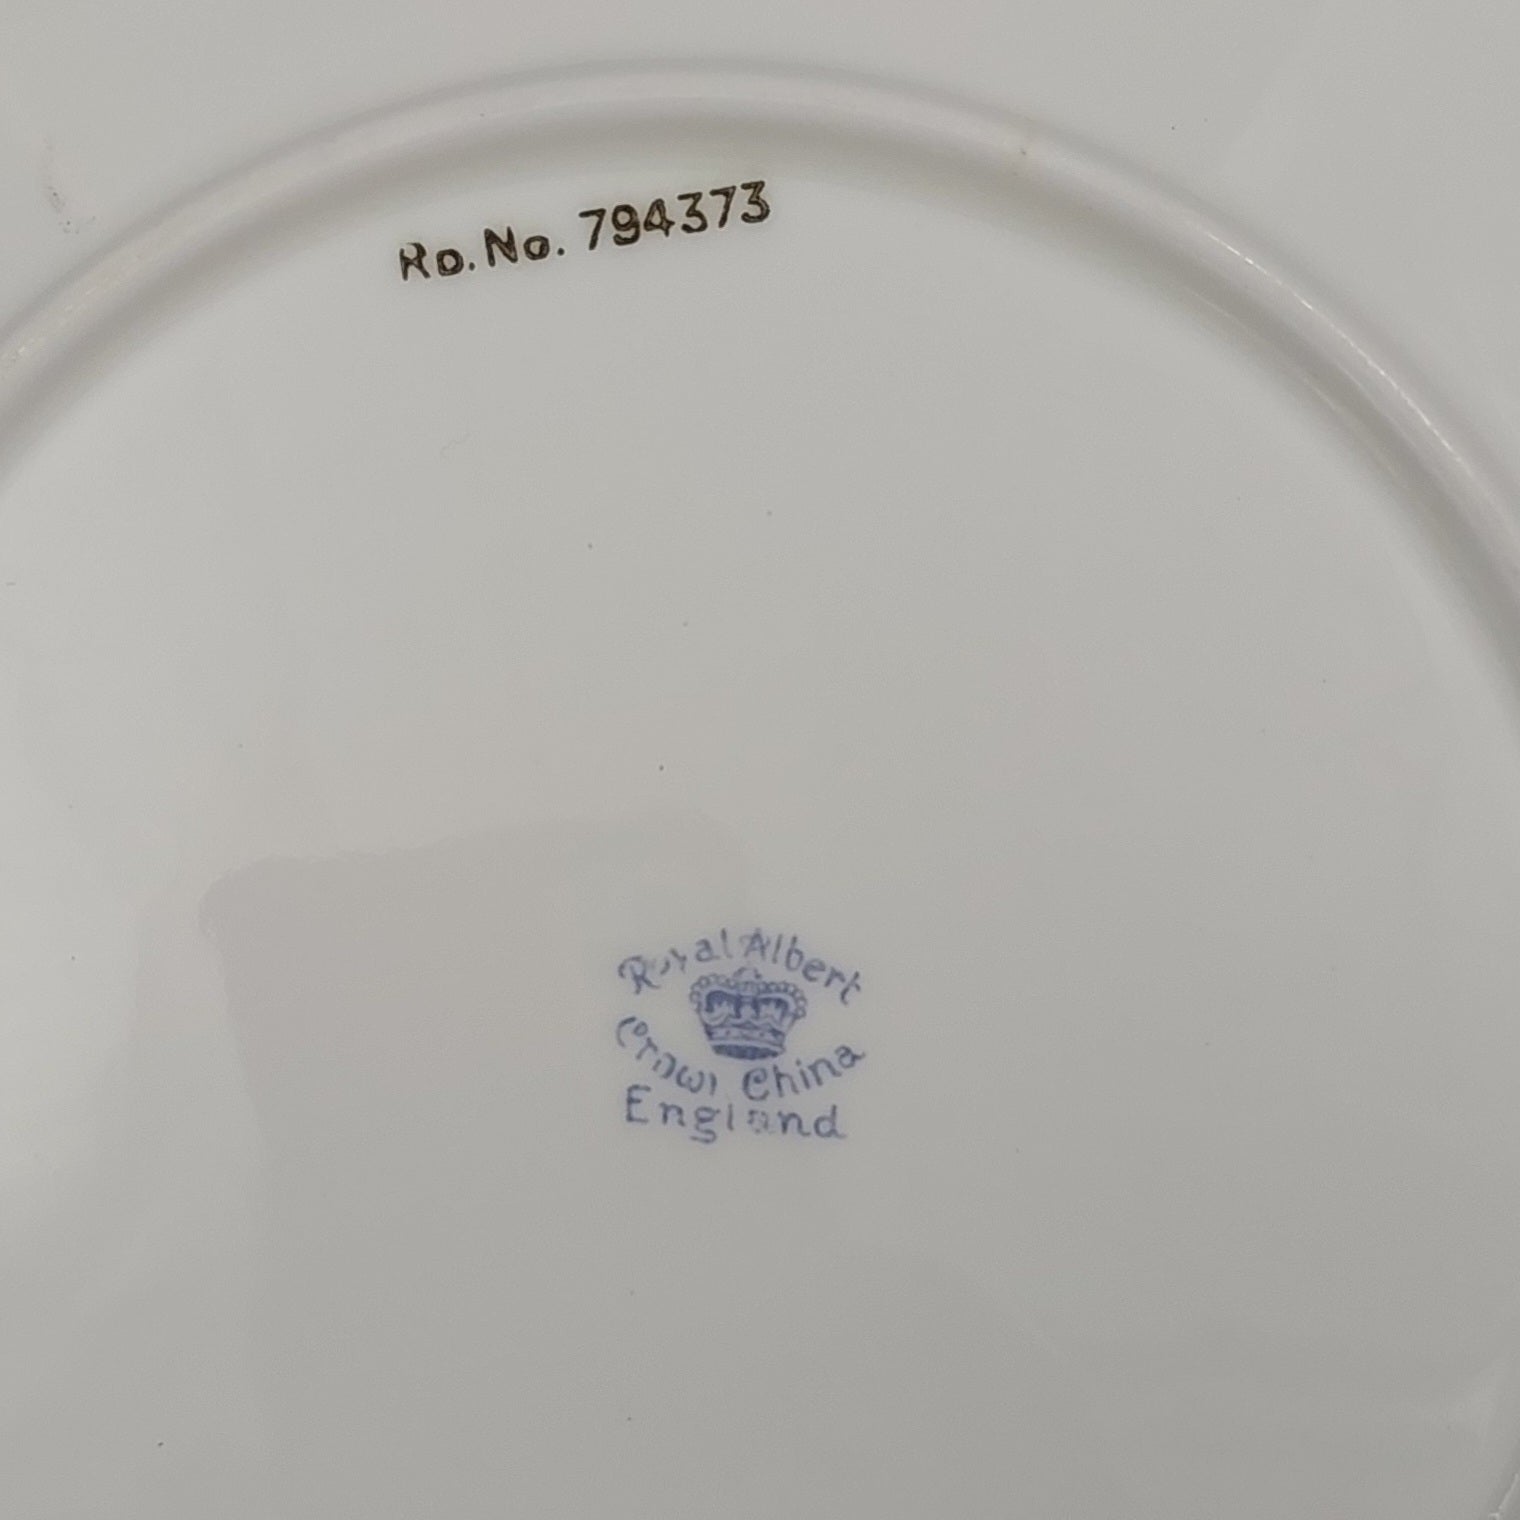 Rd. No. 794373
Royal Albert
Crown China
England